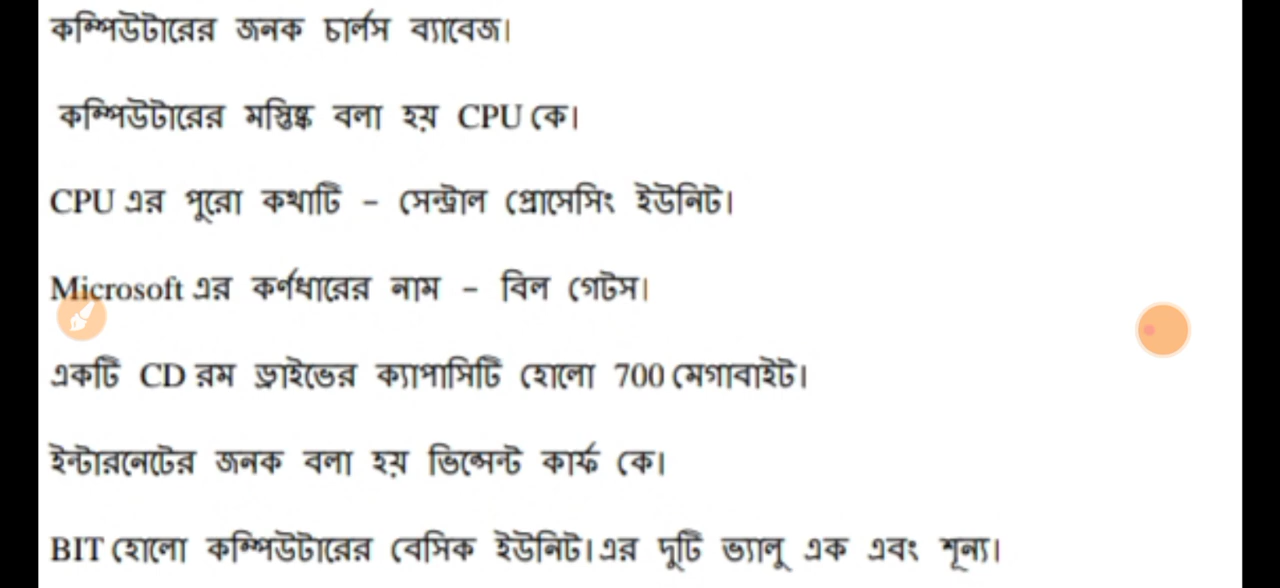 কম্পিউটারের জনক চার্লস ব্যাবেজ।
কম্পিউটারের মস্তিষ্ক বলা হয় CPU কে।
CPU এর পুরো কথাটি – সেন্ট্রাল প্রোসেসিং ইউনিট।
Microsoft এর কর্ণধারের নাম – বিল গেটস।
একটি CD রম ড্রাইভের ক্যাপাসিটি হোলো 700 মেগাবাইট।
ইন্টারনেটের জনক বলা হয় ভিন্সেন্ট কার্ফ কে।
BIT হোলো কম্পিউটারের বেসিক ইউনিট।এর দুটি ভ্যালু এক এবং শূন্য।